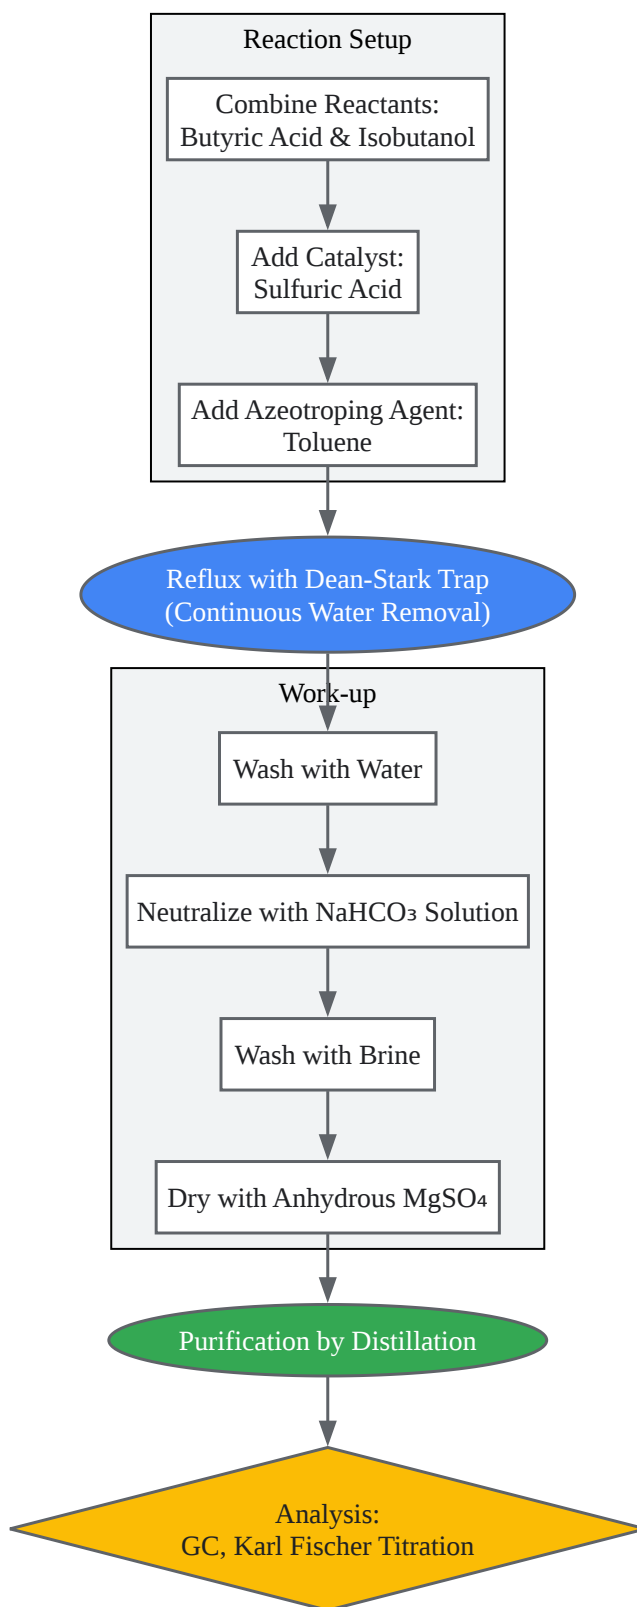 Reaction Setup
Combine Reactants:
Butyric Acid & Isobutanol
Add Catalyst:
Sulfuric Acid
Add Azeotroping Agent:
Toluene
Reflux with Dean-Stark Trap
(Continuous Water Removal)
Work-up
Wash with Water
Neutralize with NaHCO₃ Solution
Wash with Brine
Dry with Anhydrous MgSO₄
Purification by Distillation
Analysis:
GC, Karl Fischer Titration